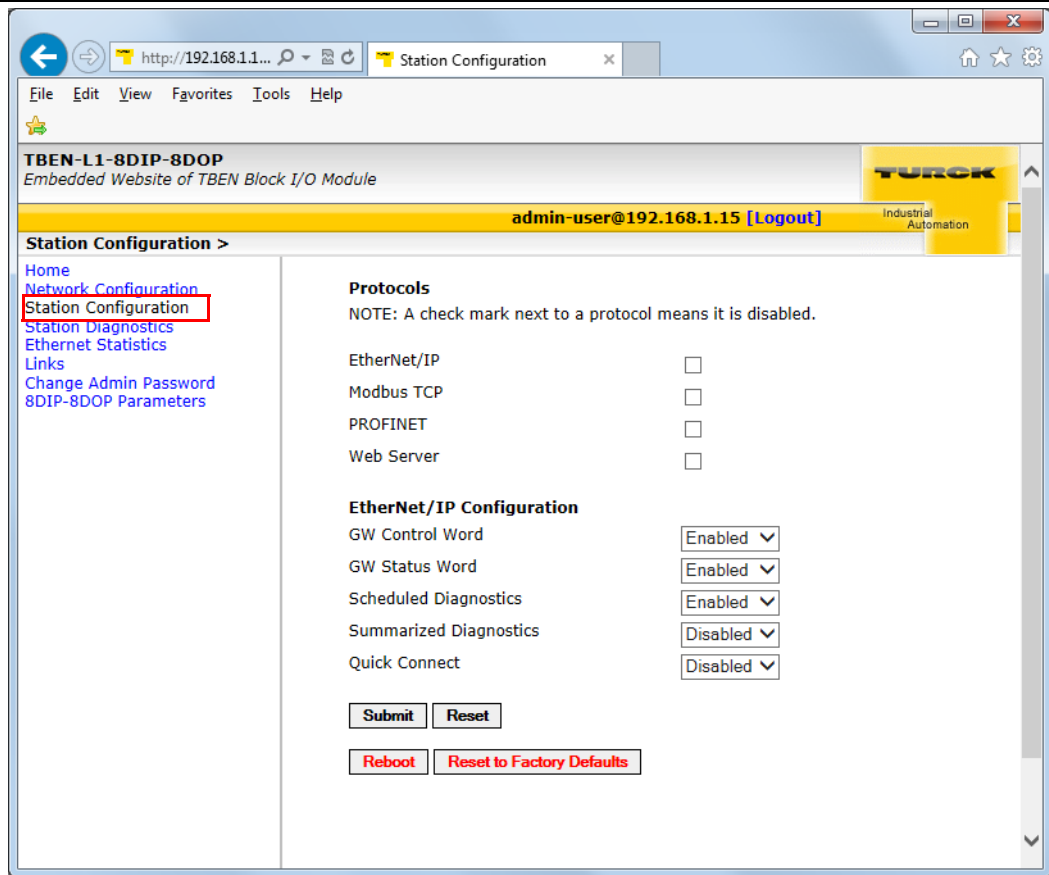 http://192.168.1.1...
Station Configuration
File Edit View Favorites Tools Help
TBEN-L1-8DIP-8DOP
Embedded Website of TBEN Block I/O Module
TURCK
admin-user@192.168.1.15 [Logout]
Industrial
Automation
Station Configuration >
Home
Network Configuration
Station Configuration
Station Diagnostics
Ethernet Statistics
Links
Change Admin Password
8DIP-8DOP Parameters
Protocols
NOTE: A check mark next to a protocol means it is disabled.
EtherNet/IP
Modbus TCP
PROFINET
Web Server
EtherNet/IP Configuration
GW Control Word Enabled
GW Status Word Enabled
Scheduled Diagnostics Enabled
Summarized Diagnostics Disabled
Quick Connect Disabled
Submit Reset
Reboot Reset to Factory Defaults